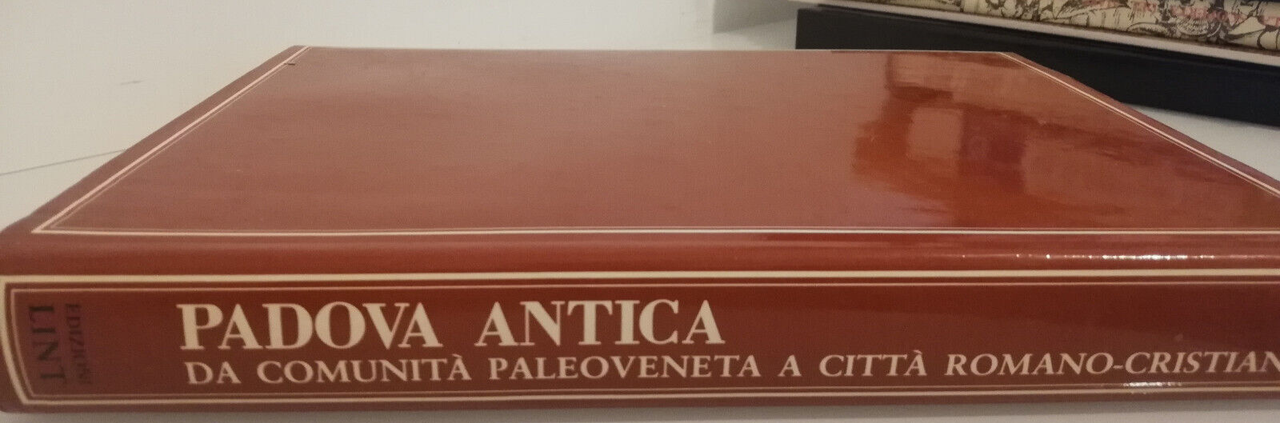 EDIZIONI
LINT
PADOVA ANTICA
DA COMUNITÀ PALEOVENETA A CITTÀ ROMANO-CRISTIAN